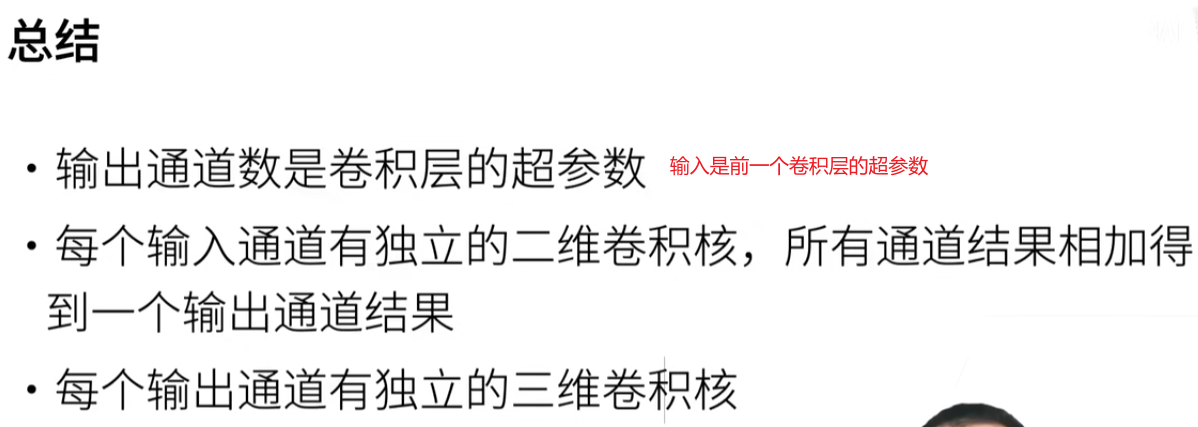 总结
• 输出通道数是卷积层的超参数 输入是前一个卷积层的超参数
• 每个输入通道有独立的二维卷积核，所有通道结果相加得
到一个输出通道结果
• 每个输出通道有独立的三维卷积核